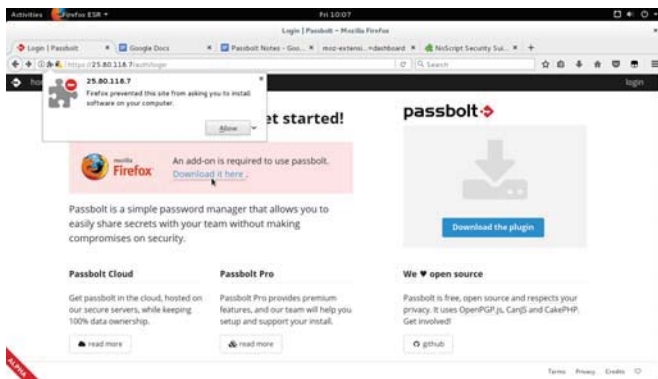 Activities Firefox ESR
Fri 10:07
Login | Passbolt - Mozilla Firefox
Login | Passbolt
Google Docs
Passbolt Notes - Goo...
moz-extensi...=dashboard
NoScript Security Sui...
https://25.80.118.7/auth/login
Search
login
25.80.118.7
Firefox prevented this site from asking you to install
software on your computer.
Allow
et started!
mozilla
Firefox
An add-on is required to use passbolt.
Download it here .
Passbolt is a simple password manager that allows you to
easily share secrets with your team without making
compromises on security.
passbolt
Download the plugin
Passbolt Cloud
Get passbolt in the cloud, hosted on
our secure servers, while keeping
100% data ownership.
read more
Passbolt Pro
Passbolt Pro provides premium
features, and our team will help you
setup and support your install.
read more
We ♥ open source
Passbolt is free, open source and respects your
privacy. It uses OpenPGP.js, CanJS and CakePHP.
Get involved!
github
ALPHA
Terms Privacy Credits